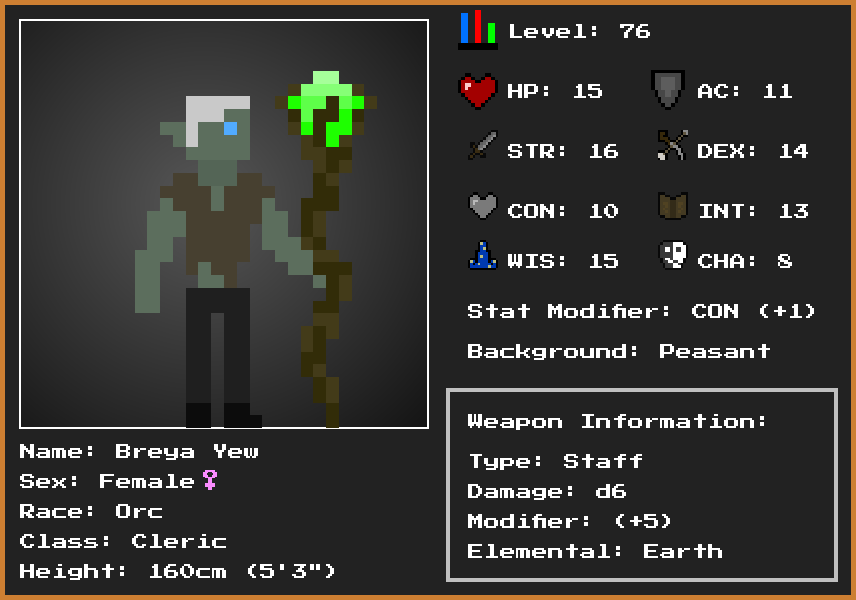 Level: 76
HP: 15 AC: 11
STR: 16 DEX: 14
CON: 10 INT: 13
WIS: 15 CHA: 8
Stat Modifier: CON (+1)
Background: Peasant
Weapon Information:
Type: Staff
Damage: d6
Modifier: (+5)
Elemental: Earth
Name: Breya Yew
Sex: Female♀
Race: Orc
Class: Cleric
Height: 160cm (5'3")